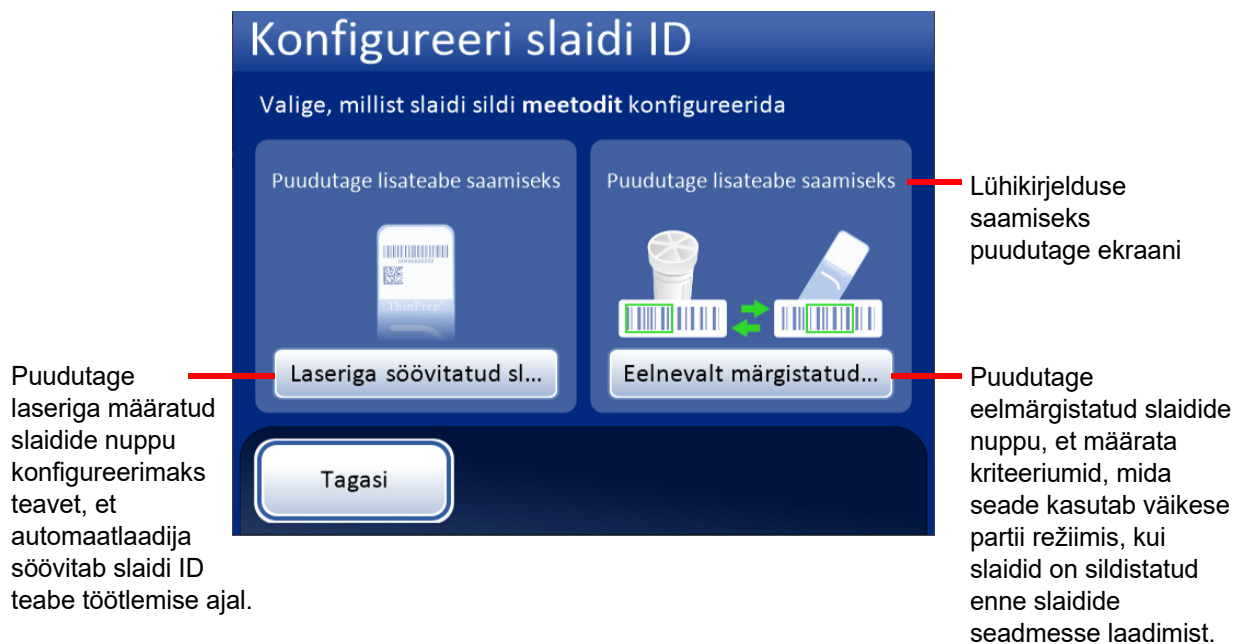 Konfigureeri slaidi ID
Valige, millist slaidi sildi meetodit konfigureerida
Puudutage lisateabe saamiseks
ThinPrep
Laseriga söövitatud sl...
Puudutage lisateabe saamiseks
Eelnevalt märgistatud...
Tagasi
Lühikirjelduse
saamiseks
puudutage ekraani
Puudutage
laseriga määratud
slaidide nuppu
konfigureerimaks
teavet, et
automaatlaadija
söövitab slaidi ID
teabe töötlemise ajal.
Puudutage
eelmärgistatud slaidide
nuppu, et määrata
kriteeriumid, mida
seade kasutab väikese
partii režiimis, kui
slaidid on sildistatud
enne slaidide
seadmesse laadimist.